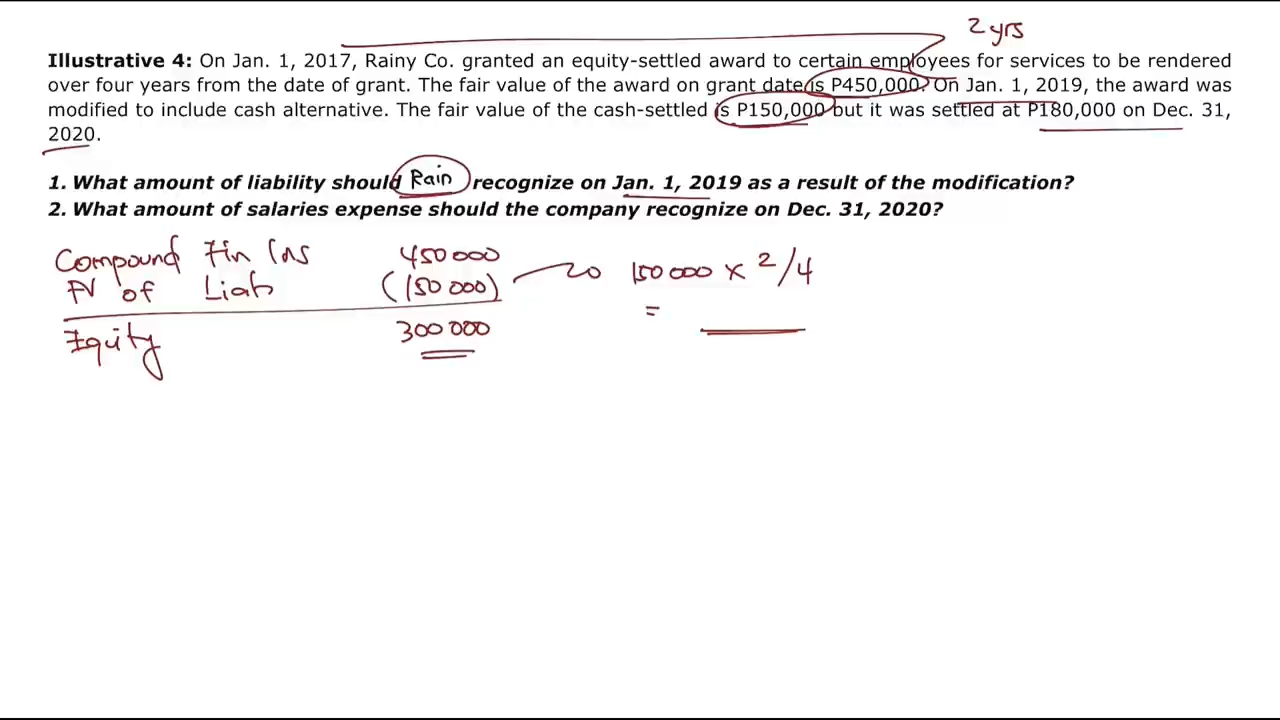 2 yrs
Illustrative 4: On Jan. 1, 2017, Rainy Co. granted an equity-settled award to certain employees for services to be rendered
over four years from the date of grant. The fair value of the award on grant date is P450,000. On Jan. 1, 2019, the award was
modified to include cash alternative. The fair value of the cash-settled is P150,000 but it was settled at P180,000 on Dec. 31,
2020.
1. What amount of liability should Rain recognize on Jan. 1, 2019 as a result of the modification?
2. What amount of salaries expense should the company recognize on Dec. 31, 2020?
Compound Fin Ins 450 000
FV of Liab (150 000) 150 000 x 2/4
Equity 300 000 =